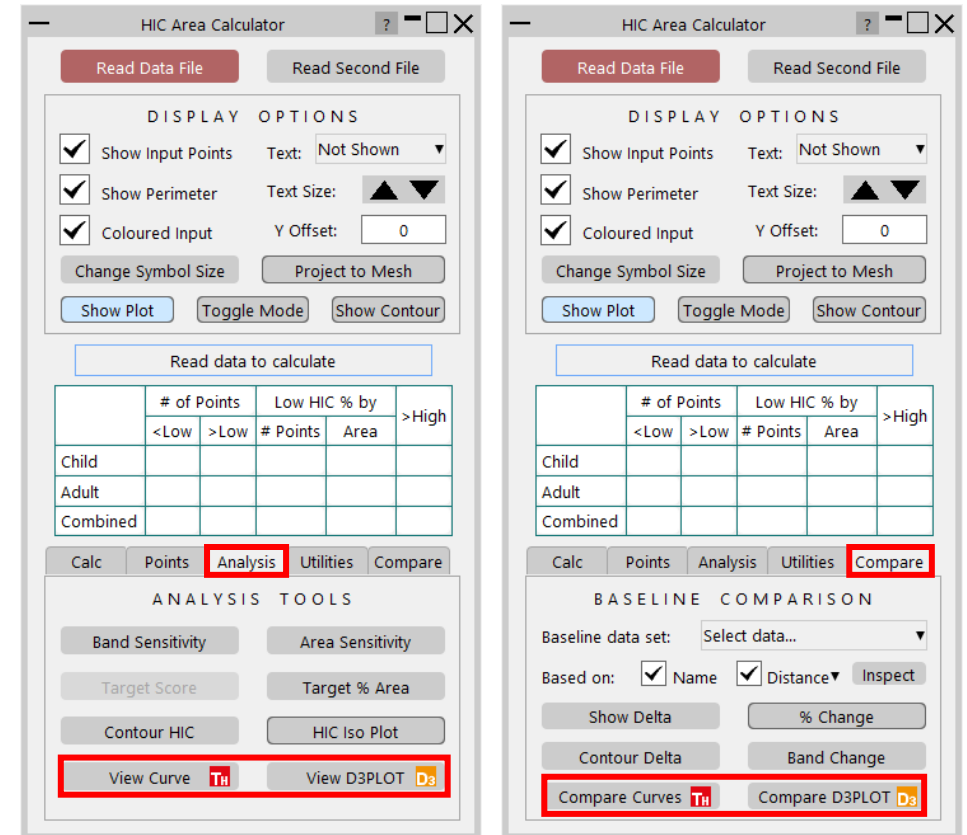 HIC Area Calculator ?
Read Data File Read Second File
DISPLAY OPTIONS
Show Input Points Text: Not Shown
Show Perimeter Text Size:
Coloured Input Y Offset: 0
Change Symbol Size Project to Mesh
Show Plot Toggle Mode Show Contour
Read data to calculate
# of Points Low HIC % by >High
<Low >Low # Points Area
Child
Adult
Combined
Calc Points Analysis Utilities Compare
ANALYSIS TOOLS
Band Sensitivity Area Sensitivity
Target Score Target % Area
Contour HIC HIC Iso Plot
View Curve TH View D3PLOT D3
HIC Area Calculator ?
Read Data File Read Second File
DISPLAY OPTIONS
Show Input Points Text: Not Shown
Show Perimeter Text Size:
Coloured Input Y Offset: 0
Change Symbol Size Project to Mesh
Show Plot Toggle Mode Show Contour
Read data to calculate
# of Points Low HIC % by >High
<Low >Low # Points Area
Child
Adult
Combined
Calc Points Analysis Utilities Compare
BASELINE COMPARISON
Baseline data set: Select data...
Based on: Name Distance Inspect
Show Delta % Change
Contour Delta Band Change
Compare Curves TH Compare D3PLOT D3